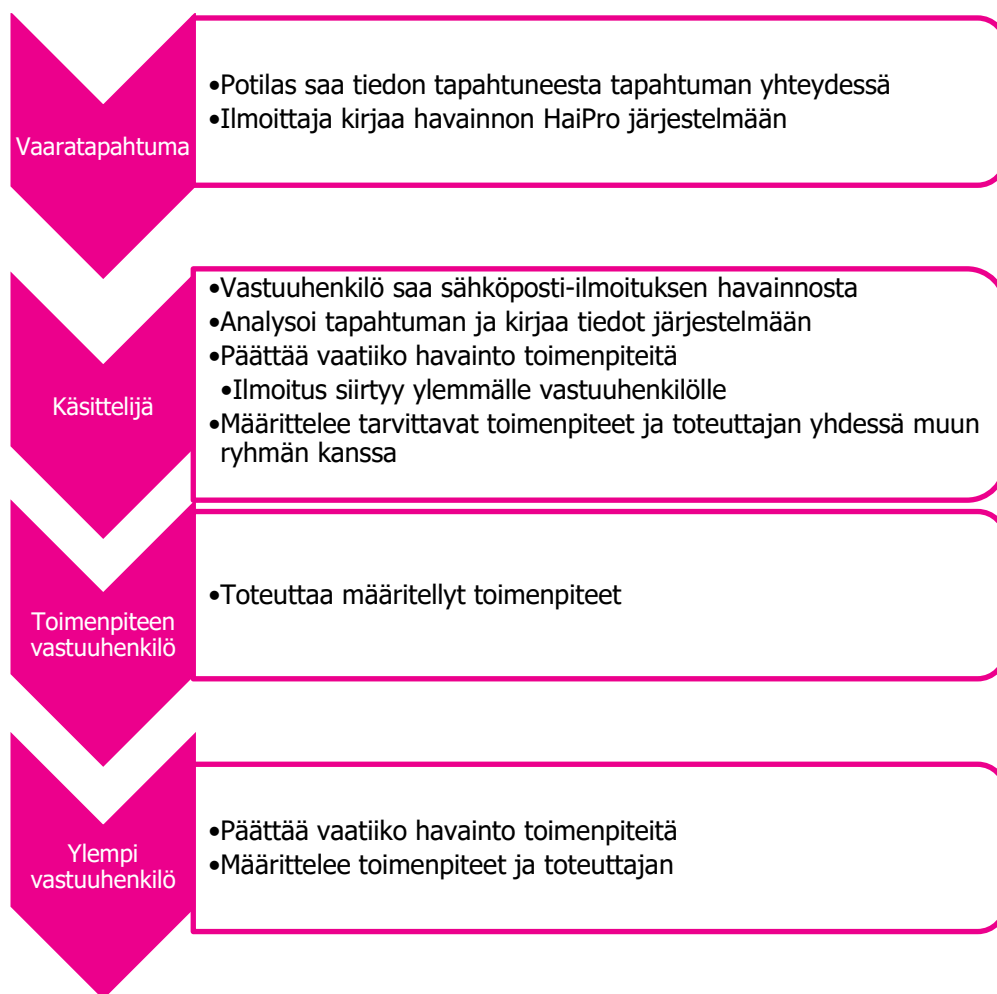 Vaaratapahtuma
•Potilas saa tiedon tapahtuneesta tapahtuman yhteydessä
•Ilmoittaja kirjaa havainnon HaiPro järjestelmään
Käsittelijä
•Vastuuhenkilö saa sähköposti-ilmoituksen havainnosta
•Analysoi tapahtuman ja kirjaa tiedot järjestelmään
•Päättää vaatiiko havainto toimenpiteitä
•Ilmoitus siirtyy ylemmälle vastuuhenkilölle
•Määrittelee tarvittavat toimenpiteet ja toteuttajan yhdessä muun
ryhmän kanssa
Toimenpiteen
vastuuhenkilö
•Toteuttaa määritellyt toimenpiteet
Ylempi
vastuuhenkilö
•Päättää vaatiiko havainto toimenpiteitä
•Määrittelee toimenpiteet ja toteuttajan